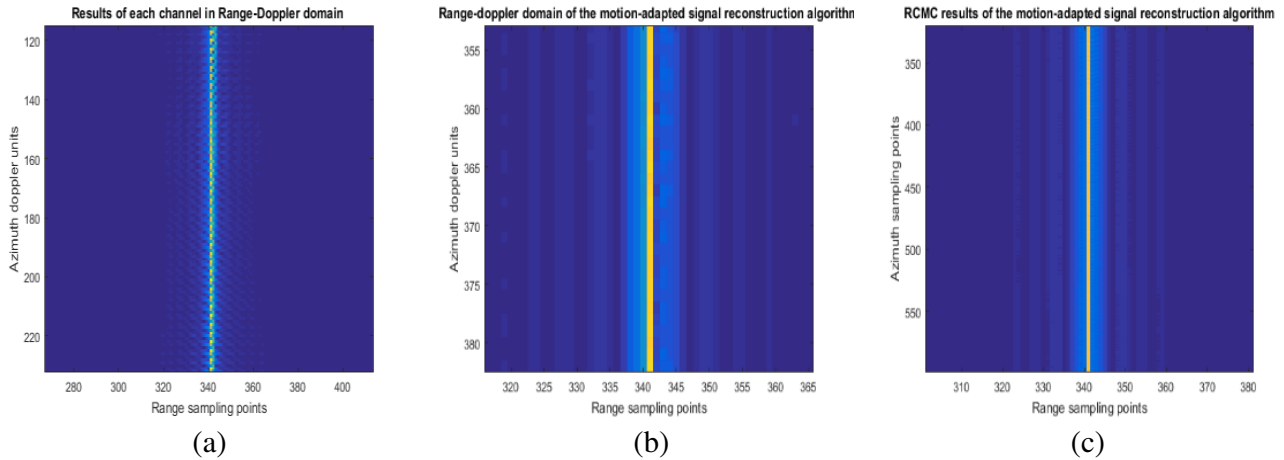 Results of each channel in Range-Doppler domain
120
140
160
180
200
220
Azimuth doppler units
280 300 320 340 360 380 400
Range sampling points
(a)
Range-doppler domain of the motion-adapted signal reconstruction algorithm
355
360
365
370
375
380
Azimuth doppler units
320 325 330 335 340 345 350 355 360 365
Range sampling points
(b)
RCMC results of the motion-adapted signal reconstruction algorithm
350
400
450
500
550
Azimuth sampling points
310 320 330 340 350 360 370 380
Range sampling points
(c)